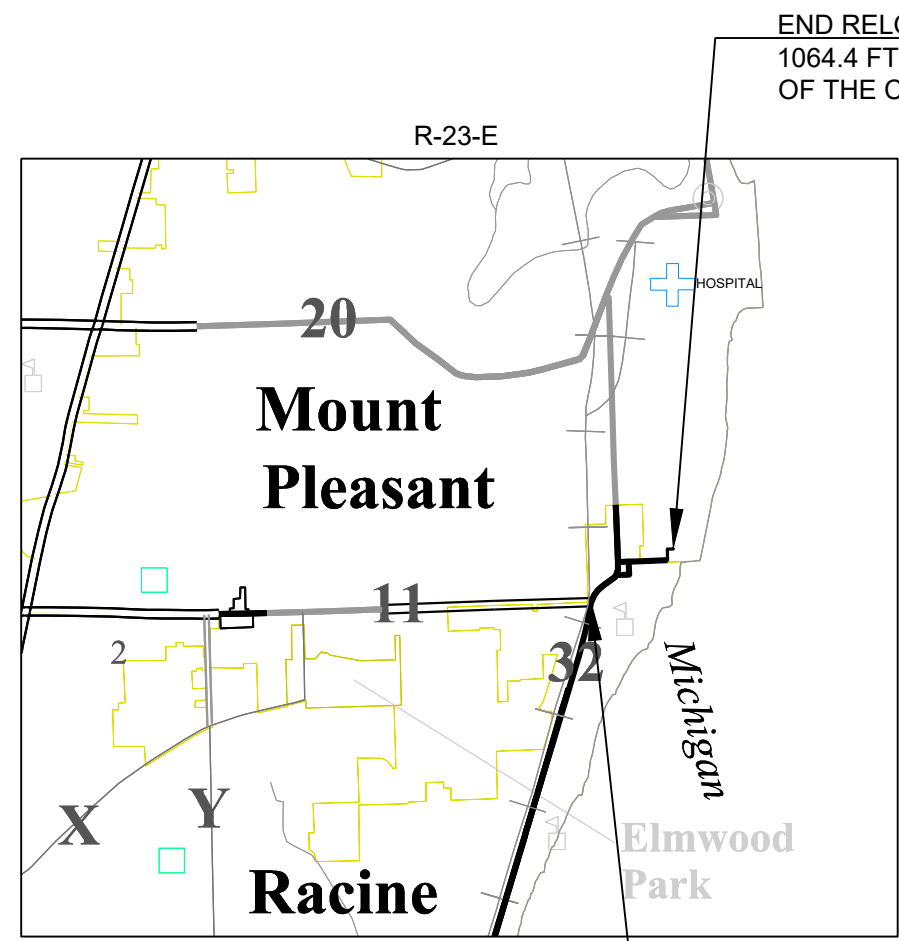 END RELO
1064.4 FT
OF THE C
R-23-E
HOSPITAL
20
Mount
Pleasant
11
2
32
Michigan
X
Y
Elmwood
Park
Racine